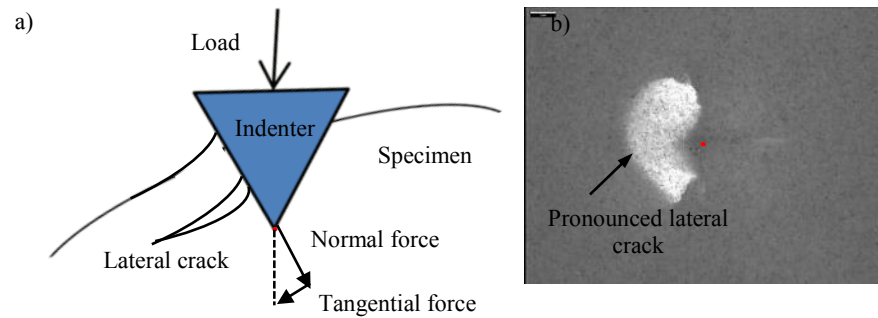 a)
Load
Indenter
Specimen
Normal force
Lateral crack
Tangential force
b)
Pronounced lateral
crack